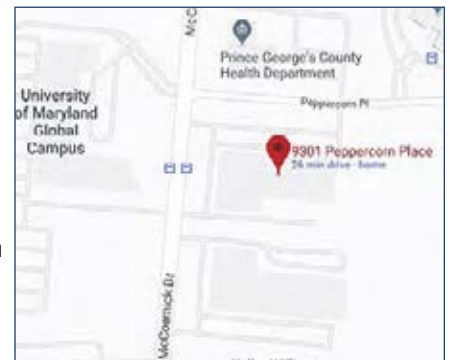 McC
Prince George's County
Health Department
University
of Maryland
Global
Campus
Peppercorn Pl
9301 Peppercorn Place
26 min drive - home
McCormick Dr